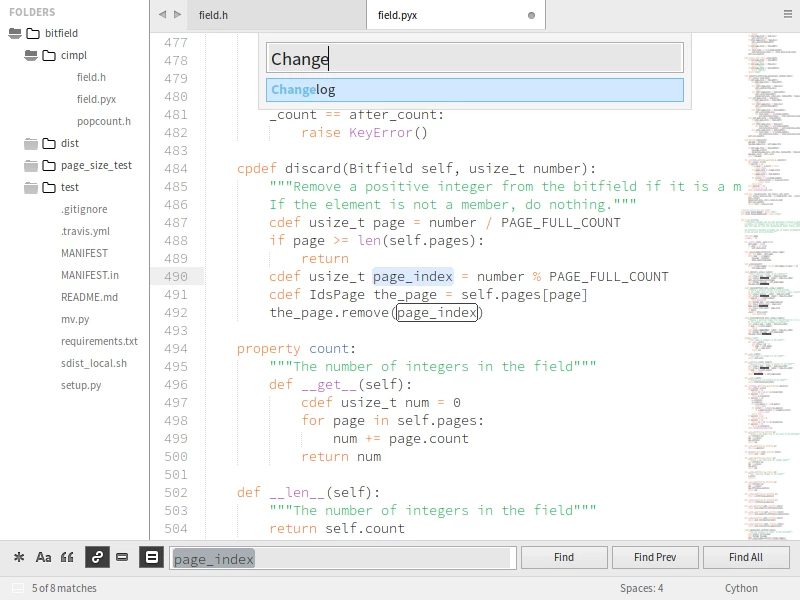 FOLDERS
bitfield
cimpl
field.h
field.pyx
popcount.h
dist
page_size_test
test
.gitignore
.travis.yml
MANIFEST
MANIFEST.in
README.md
mv.py
requirements.txt
sdist_local.sh
setup.py
field.h
field.pyx
Change
Changelog
477
478
479
480
481 _count == after_count:
482 raise KeyError()
483
484 cpdef discard(Bitfield self, usize_t number):
485 """Remove a positive integer from the bitfield if it is a m
486 If the element is not a member, do nothing."""
487 cdef usize_t page = number / PAGE_FULL_COUNT
488 if page >= len(self.pages):
489 return
490 cdef usize_t page_index = number % PAGE_FULL_COUNT
491 cdef IdsPage the_page = self.pages[page]
492 the_page.remove(page_index)
493
494 property count:
495 """The number of integers in the field"""
496 def __get__(self):
497 cdef usize_t num = 0
498 for page in self.pages:
499 num += page.count
500 return num
501
502 def __len__(self):
503 """The number of integers in the field"""
504 return self.count
Aa
page_index
Find
Find Prev
Find All
5 of 8 matches
Spaces: 4
Cython